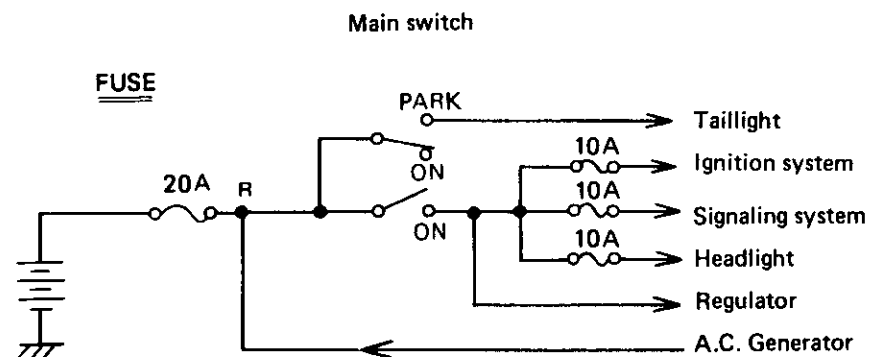 Main switch
FUSE
PARK
Taillight
10A
Ignition system
ON
20A
R
10A
Signaling system
ON
10A
Headlight
Regulator
A.C. Generator